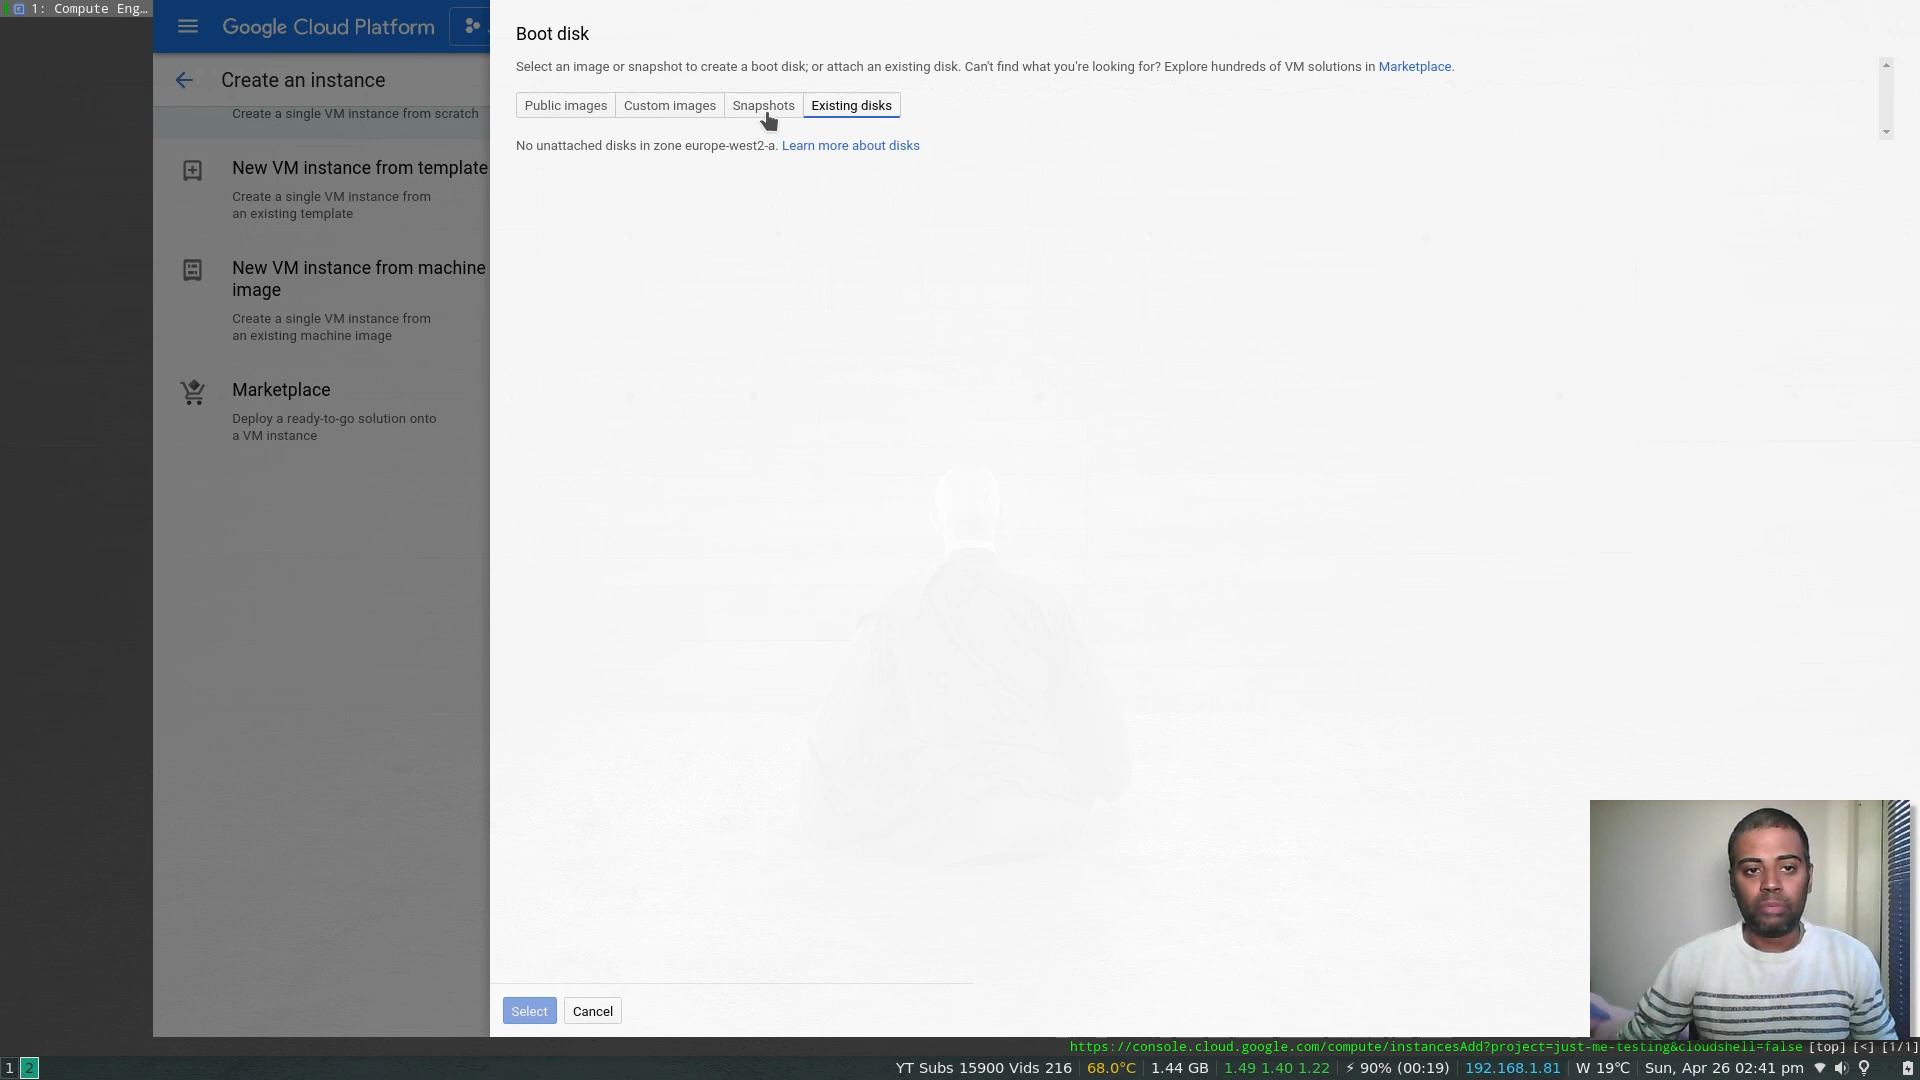 1: Compute Eng…
Google Cloud Platform
Create an instance
Create a single VM instance from scratch
New VM instance from template
Create a single VM instance from
an existing template
New VM instance from machine
image
Create a single VM instance from
an existing machine image
Marketplace
Deploy a ready-to-go solution onto
a VM instance
Boot disk
Select an image or snapshot to create a boot disk; or attach an existing disk. Can't find what you're looking for? Explore hundreds of VM solutions in Marketplace.
Public images Custom images Snapshots Existing disks
No unattached disks in zone europe-west2-a. Learn more about disks
Select Cancel
https://console.cloud.google.com/compute/instancesAdd?project=just-me-testing&cloudshell=false [top] [<] [1/1]
1 2 YT Subs 15900 Vids 216 68.0°C 1.44 GB 1.49 1.40 1.22 ⚡ 90% (00:19) 192.168.1.81 W 19℃ Sun, Apr 26 02:41 pm